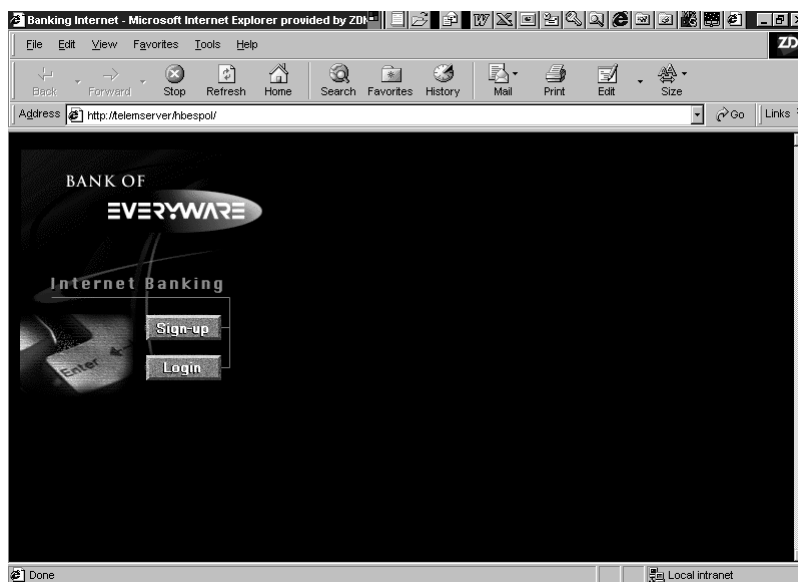 Banking Internet - Microsoft Internet Explorer provided by ZDN
File Edit View Favorites Tools Help
ZD
Back Forward Stop Refresh Home Search Favorites History Mail Print Edit Size
Address http://telemserver/hbespol/ Go Links
BANK OF
EVERYWARE
Internet Banking
Sign-up
Enter
Login
Done Local intranet